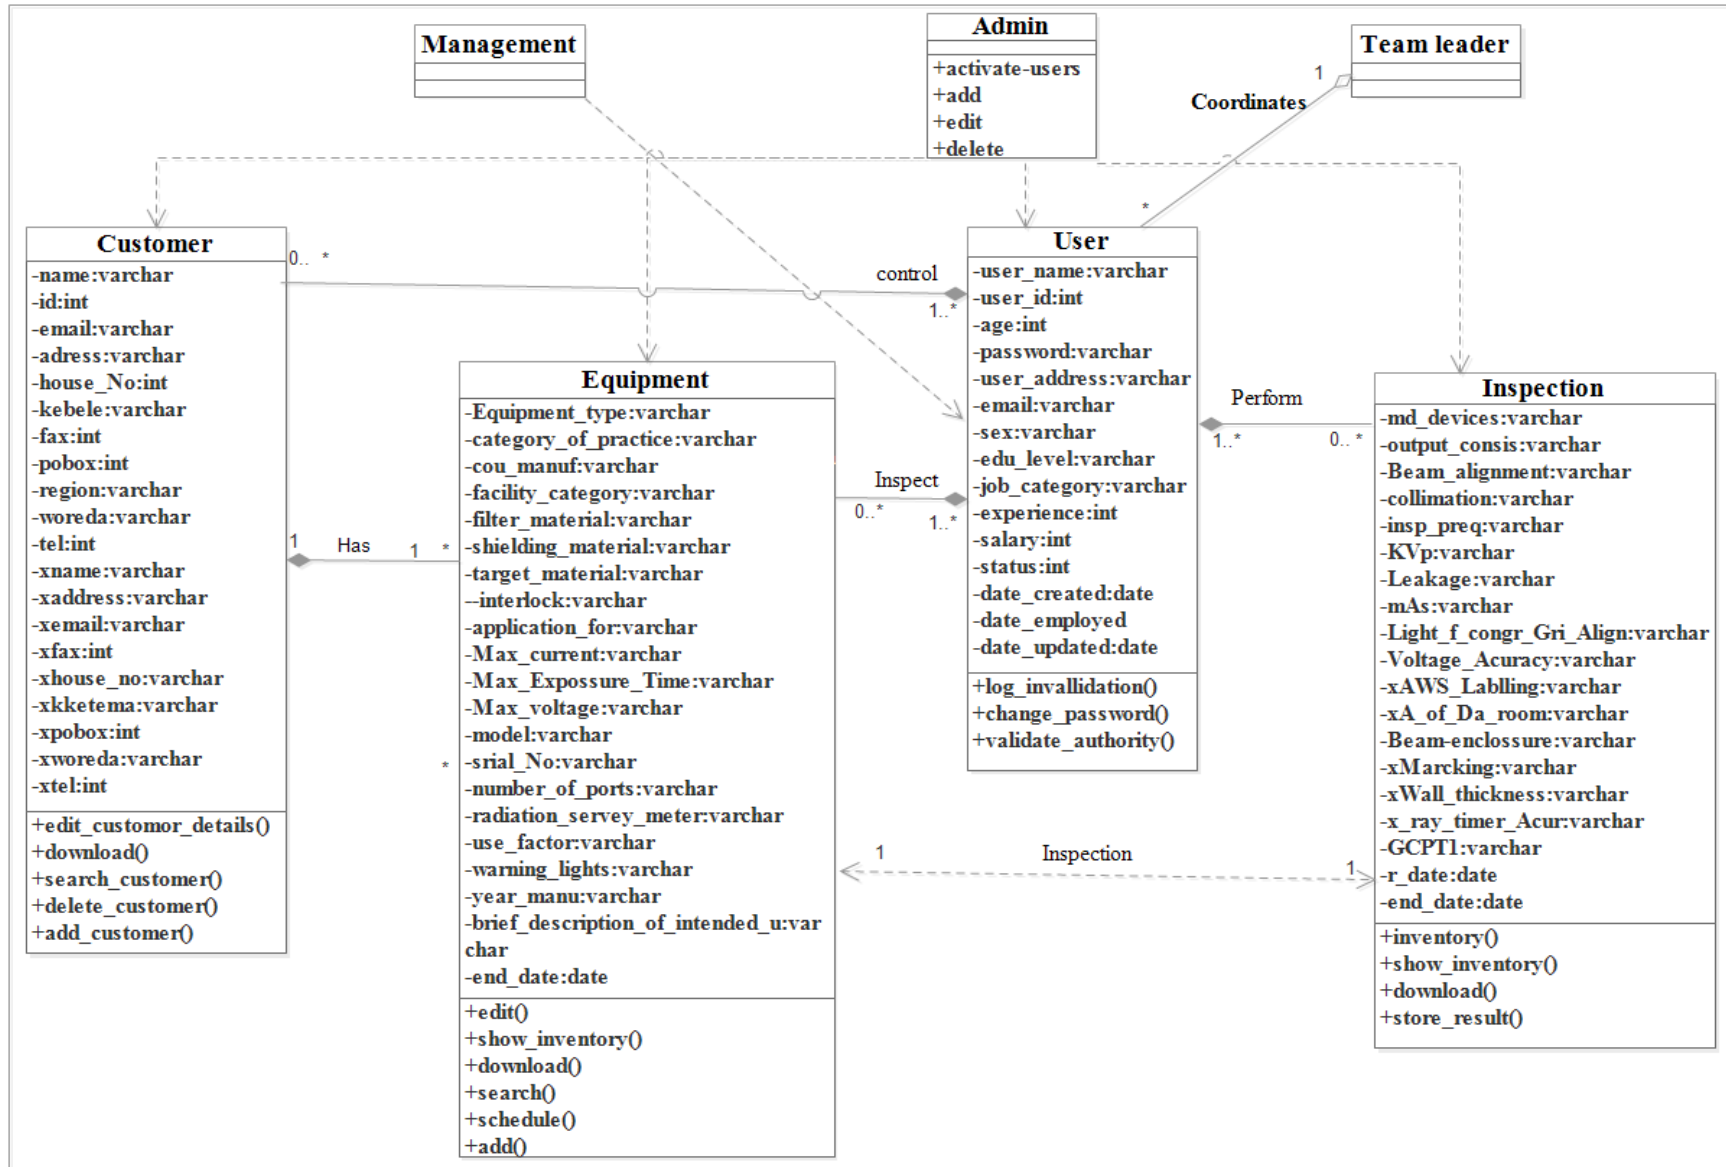 Management
Admin
+activate-users
+add
+edit
+delete
Team leader
1
Coordinates
*
Customer
-name:varchar
-id:int
-email:varchar
-adress:varchar
-house_No:int
-kebele:varchar
-fax:int
-pobox:int
-region:varchar
-woreda:varchar
-tel:int
-xname:varchar
-xaddress:varchar
-xemail:varchar
-xfax:int
-xhouse_no:varchar
-xkketema:varchar
-xpobox:int
-xworeda:varchar
-xtel:int
+edit_customor_details()
+download()
+search_customer()
+delete_customer()
+add_customer()
0.. *
control
1..*
1
Has
1 *
*
Equipment
-Equipment_type:varchar
-category_of_practice:varchar
-cou_manuf:varchar
-facility_category:varchar
-filter_material:varchar
-shielding_material:varchar
-target_material:varchar
--interlock:varchar
-application_for:varchar
-Max_current:varchar
-Max_Expossure_Time:varchar
-Max_voltage:varchar
-model:varchar
-srial_No:varchar
-number_of_ports:varchar
-radiation_servey_meter:varchar
-use_factor:varchar
-warning_lights:varchar
-year_manu:varchar
-brief_description_of_intended_u:var
char
-end_date:date
+edit()
+show_inventory()
+download()
+search()
+schedule()
+add()
Inspect
0..*
1..*
User
-user_name:varchar
-user_id:int
-age:int
-password:varchar
-user_address:varchar
-email:varchar
-sex:varchar
-edu_level:varchar
-job_category:varchar
-experience:int
-salary:int
-status:int
-date_created:date
-date_employed
-date_updated:date
+log_invallidation()
+change_password()
+validate_authority()
Perform
1..*
0.. *
1
Inspection
1
Inspection
-md_devices:varchar
-output_consis:varchar
-Beam_alignment:varchar
-collimation:varchar
-insp_preq:varchar
-KVp:varchar
-Leakage:varchar
-mAs:varchar
-Light_f_congr_Gri_Align:varchar
-Voltage_Acuracy:varchar
-xAWS_Lablling:varchar
-xA_of_Da_room:varchar
-Beam-enclossure:varchar
-xMarcking:varchar
-xWall_thickness:varchar
-x_ray_timer_Acur:varchar
-GCPT1:varchar
-r_date:date
-end_date:date
+inventory()
+show_inventory()
+download()
+store_result()